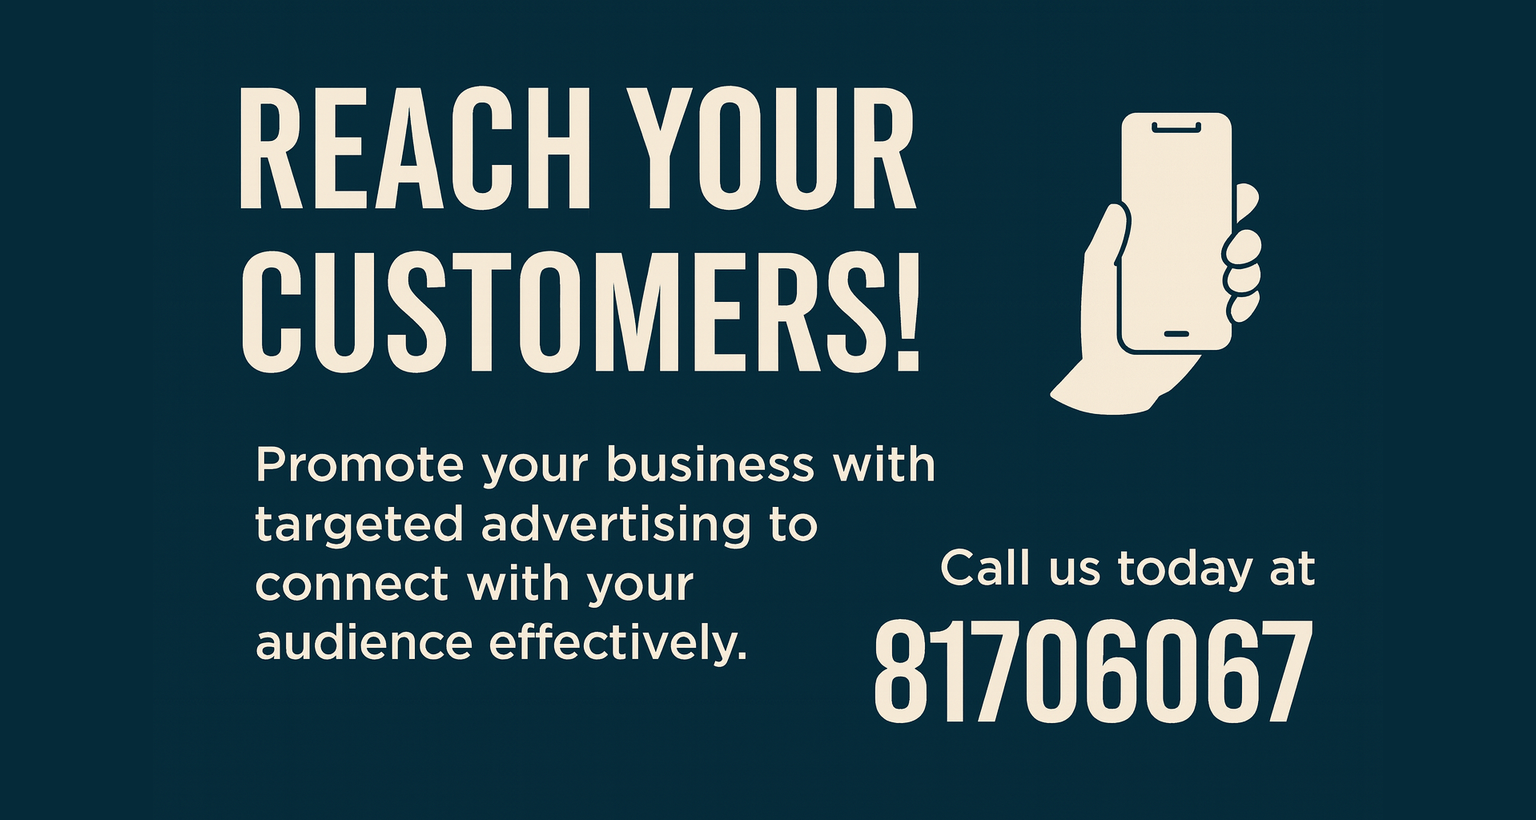 REACH YOUR
CUSTOMERS!
Promote your business with
targeted advertising to
connect with your
audience effectively.
Call us today at
81706067